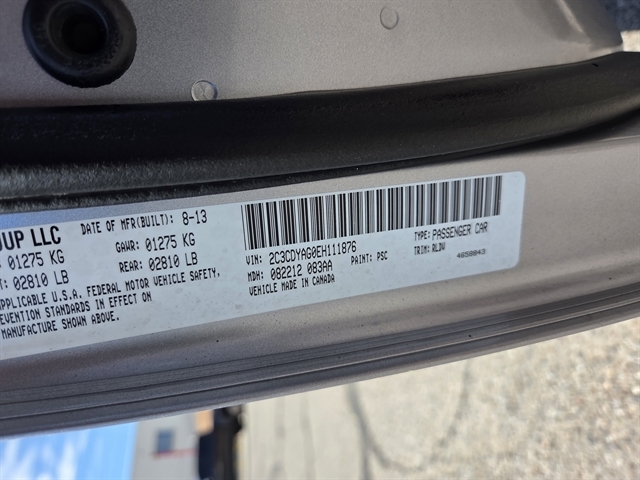 OUP LLC DATE OF MFR(BUILT): 8-13
: 01275 KG GAWR: 01275 KG
T: 02810 LB REAR: 02810 LB
APPLICABLE U.S.A. FEDERAL MOTOR VEHICLE SAFETY,
EVENTION STANDARDS IN EFFECT ON
MANUFACTURE SHOWN ABOVE.
VIN: 2C3CDYAG0EH111876 TYPE: PASSENGER CAR
MDH: 082212 083AA PAINT: PSC TRIM: RLDV
VEHICLE MADE IN CANADA 4658843